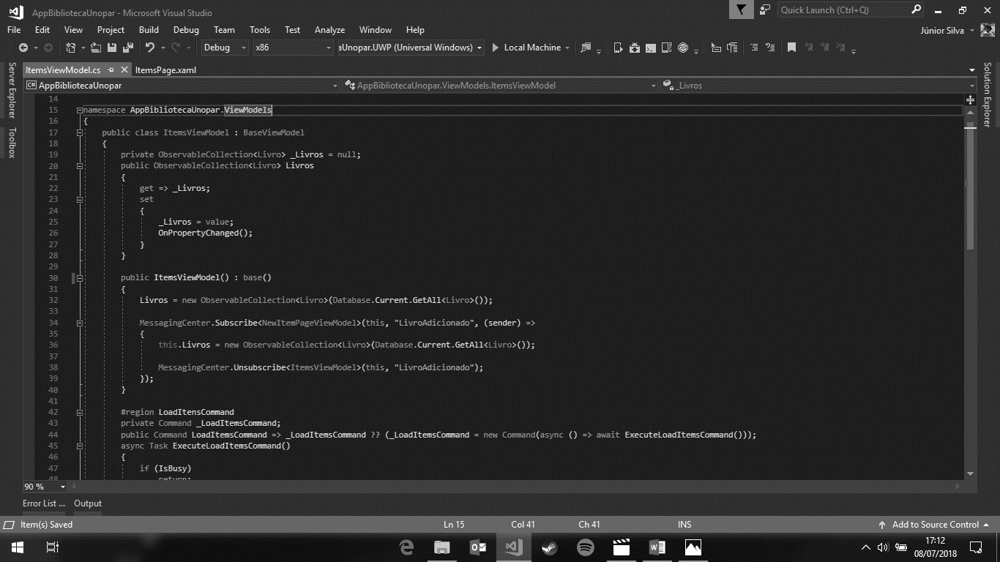 AppBibliotecaUnopar - Microsoft Visual Studio
Quick Launch (Ctrl+Q)
File Edit View Project Build Debug Team Tools Test Analyze Window Help
Júnior Silva
Debug x86 aUnopar.UWP (Universal Windows) Local Machine
Server Explorer
Toolbox
Solution Explorer
ItemsViewModel.cs ItemsPage.xaml
C# AppBibliotecaUnopar AppBibliotecaUnopar.ViewModels.ItemsViewModel _Livros
14
15 namespace AppBibliotecaUnopar.ViewModels
16 {
17 public class ItemsViewModel : BaseViewModel
18 {
19 private ObservableCollection<Livro> _Livros = null;
20 public ObservableCollection<Livro> Livros
21 {
22 get => _Livros;
23 set
24 {
25 _Livros = value;
26 OnPropertyChanged();
27 }
28 }
29
30 public ItemsViewModel() : base()
31 {
32 Livros = new ObservableCollection<Livro>(Database.Current.GetAll<Livro>());
33
34 MessagingCenter.Subscribe<NewItemPageViewModel>(this, "LivroAdicionado", (sender) =>
35 {
36 this.Livros = new ObservableCollection<Livro>(Database.Current.GetAll<Livro>());
37
38 MessagingCenter.Unsubscribe<ItemsViewModel>(this, "LivroAdicionado");
39 });
40 }
41
42 #region LoadItensCommand
43 private Command _LoadItemsCommand;
44 public Command LoadItemsCommand => _LoadItemsCommand ?? (_LoadItemsCommand = new Command(async () => await ExecuteLoadItemsCommand()));
45 async Task ExecuteLoadItemsCommand()
46 {
47 if (IsBusy)
48 return;
90 %
Error List ... Output
Item(s) Saved Ln 15 Col 41 Ch 41 INS Add to Source Control
17:12
08/07/2018